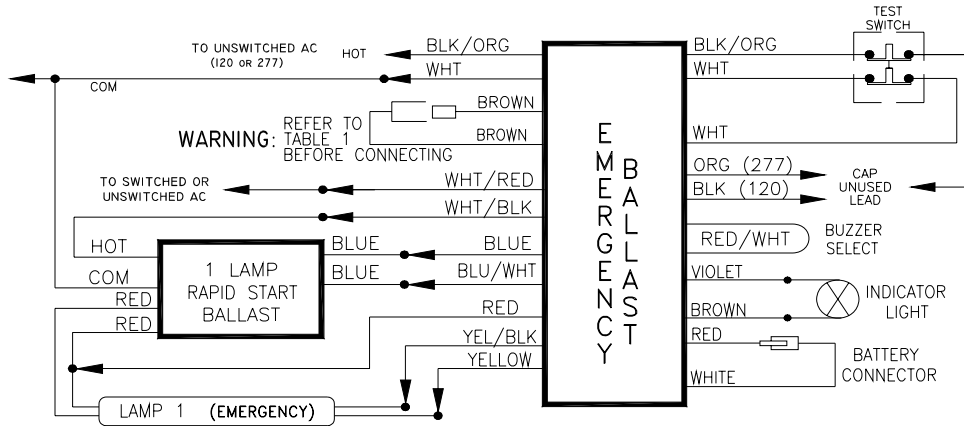 TEST
SWITCH
TO UNSWITCHED AC
(120 OR 277)
HOT
BLK/ORG
BLK/ORG
WHT
WHT
COM
BROWN
BROWN
WARNING: REFER TO
TABLE 1
BEFORE CONNECTING
WHT
ORG (277)
BLK (120)
CAP
UNUSED
LEAD
TO SWITCHED OR
UNSWITCHED AC
WHT/RED
WHT/BLK
RED/WHT
BUZZER
SELECT
HOT
COM
RED
RED
1 LAMP
RAPID START
BALLAST
BLUE
BLUE
BLUE
BLU/WHT
RED
YEL/BLK
YELLOW
EMERGENCY
BALLAST
VIOLET
BROWN
INDICATOR
LIGHT
RED
WHITE
BATTERY
CONNECTOR
LAMP 1 (EMERGENCY)